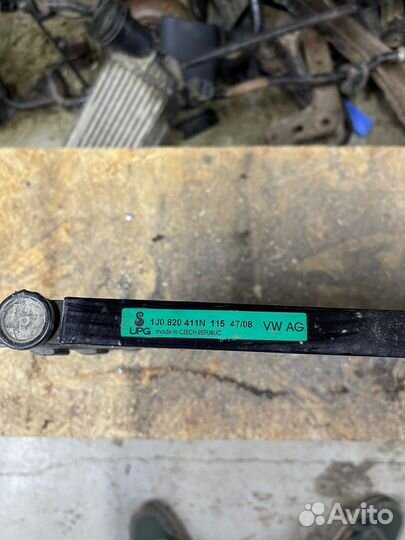 1J0 820 411N 115 47/08 VW AG
UPG made in CZECH REPUBLIC
Avito